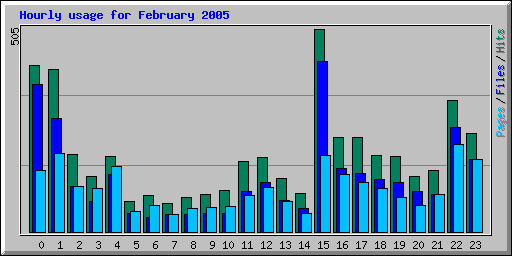 Hourly usage for February 2005
505
Pages / Files / Hits
0 1 2 3 4 5 6 7 8 9 10 11 12 13 14 15 16 17 18 19 20 21 22 23